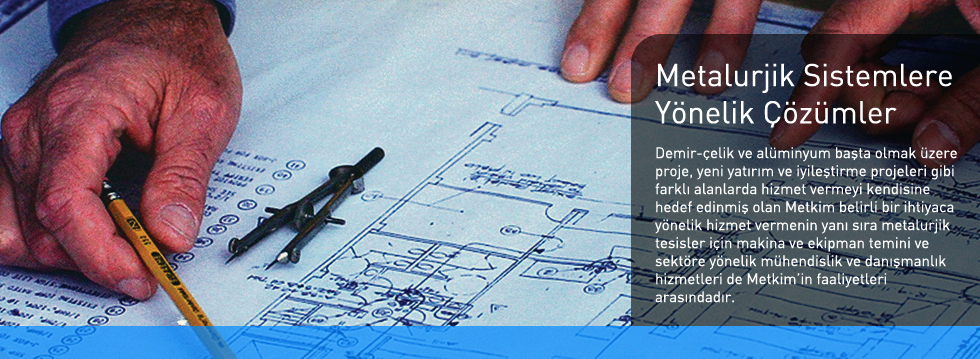 Metalurjik Sistemlere
Yönelik Çözümler
Demir-çelik ve alüminyum başta olmak üzere
proje, yeni yatırım ve iyileştirme projeleri gibi
farklı alanlarda hizmet vermeyi kendisine
hedef edinmiş olan Metkim belirli bir ihtiyaca
yönelik hizmet vermenin yanı sıra metalurjik
tesisler için makina ve ekipman temini ve
sektöre yönelik mühendislik ve danışmanlık
hizmetleri de Metkim'in faaliyetleri
arasındadır.